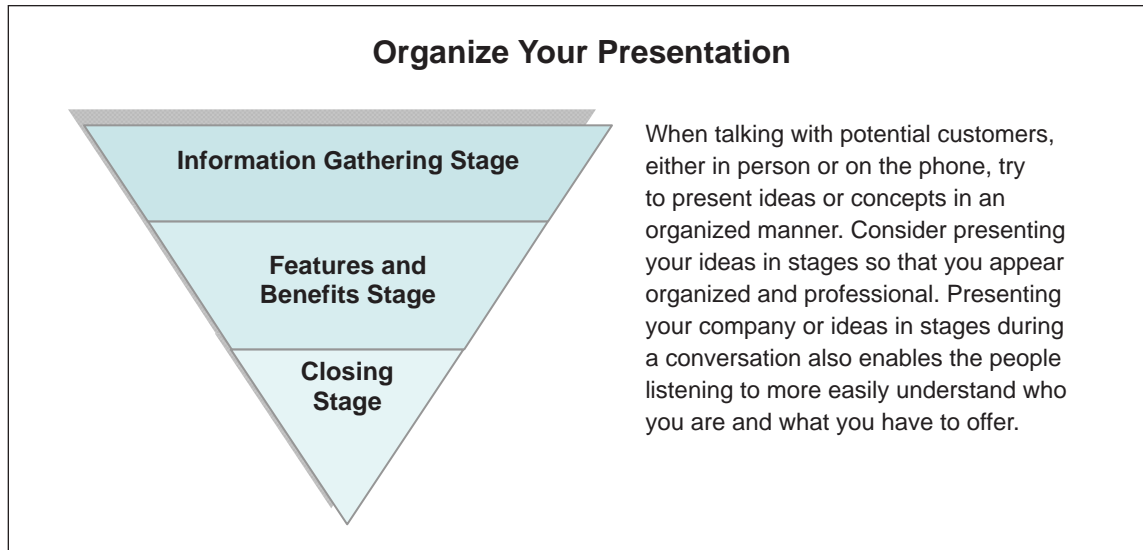 Organize Your Presentation
Information Gathering Stage
Features and
Benefits Stage
Closing
Stage
When talking with potential customers,
either in person or on the phone, try
to present ideas or concepts in an
organized manner. Consider presenting
your ideas in stages so that you appear
organized and professional. Presenting
your company or ideas in stages during
a conversation also enables the people
listening to more easily understand who
you are and what you have to offer.